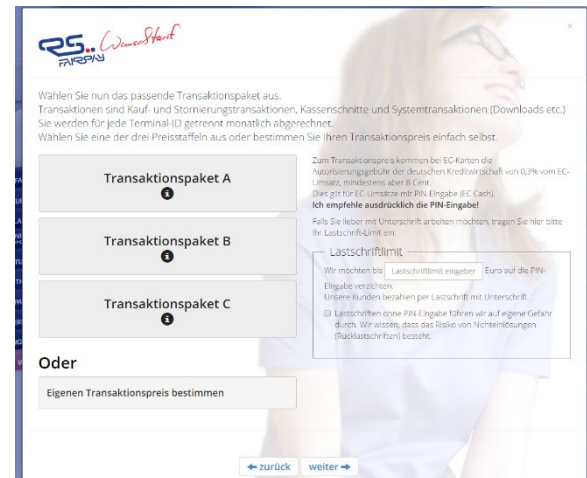 RS.. Wunschtarif
FAIRPAY
×
Wählen Sie nun das passende Transaktionspaket aus.
Transaktionen sind Kauf- und Stornierungstransaktionen, Kassenschnitte und Systemtransaktionen (Downloads etc.)
Sie werden für jede Terminal-ID getrennt monatlich abgerechnet.
Wählen Sie eine der drei Preisstaffeln aus oder bestimmen Sie Ihren Transaktionspreis einfach selbst.
Transaktionspaket A
Transaktionspaket B
Transaktionspaket C
Oder
Eigenen Transaktionspreis bestimmen
Zum Transaktionspreis kommen bei EC-Karten die
Autorisierungsgebühr der deutschen Kreditwirtschaft von 0,3% vom EC-
Umsatz, mindestens aber 8 Cent.
Dies gilt für EC-Umsätze mit PIN-Eingabe (EC Cash).
Ich empfehle ausdrücklich die PIN-Eingabe!
Falls Sie lieber mit Unterschrift arbeiten möchten, tragen Sie hier bitte
Ihr Lastschrift-Limit ein.
Lastschriftlimit
Wir möchten bis Lastschriftlimit eingeber Euro auf die PIN-
Eingabe verzichten.
Unsere Kunden bezahlen per Lastschrift mit Unterschrift.
Lastschriften ohne PIN-Eingabe führen wir auf eigene Gefahr
durch. Wir wissen, dass das Risiko von Nichteinlösungen
(Rücklastschriften) besteht.
zurück
weiter